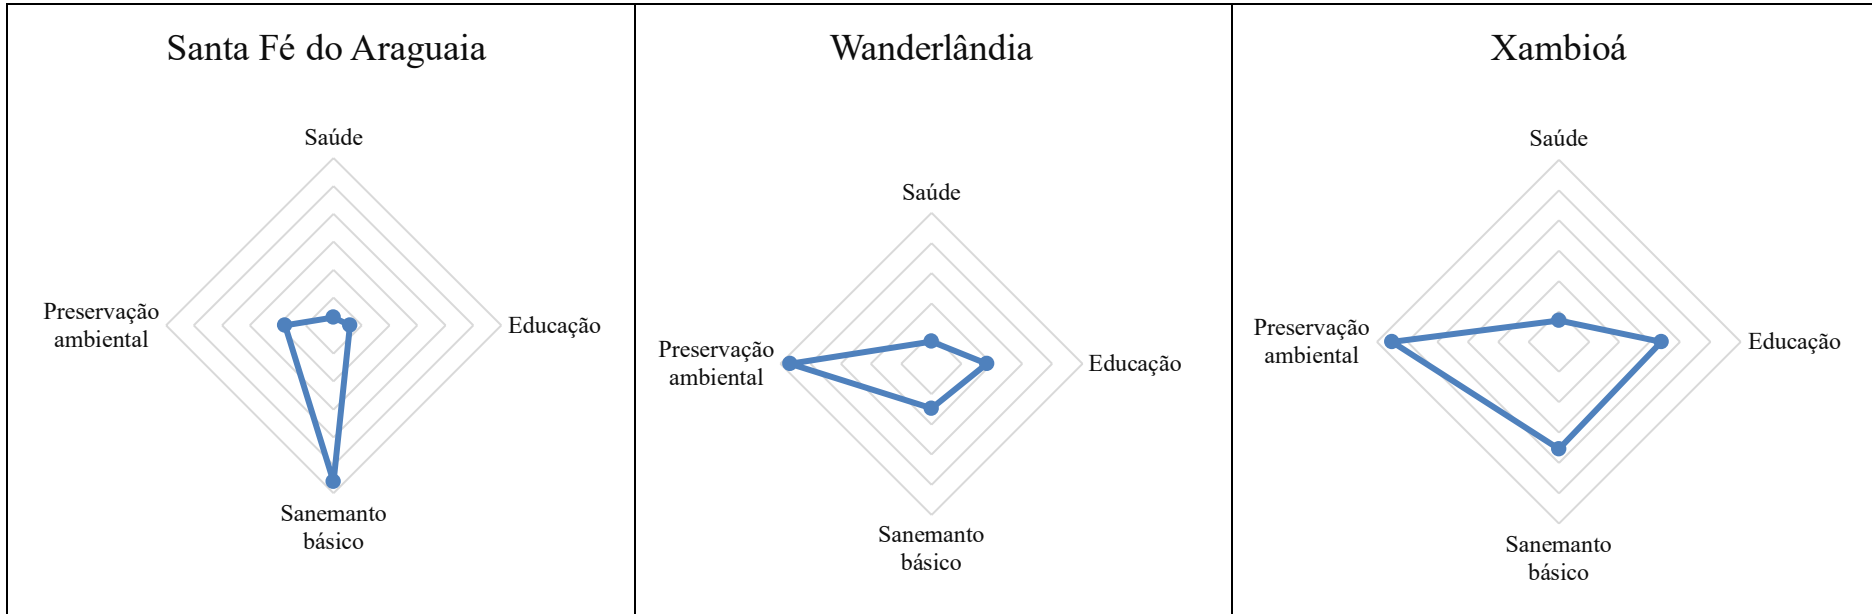 Santa Fé do Araguaia
Saúde
Preservação
ambiental
Educação
Sanemanto
básico
Wanderlândia
Saúde
Preservação
ambiental
Educação
Sanemanto
básico
Xambioá
Saúde
Preservação
ambiental
Educação
Sanemanto
básico